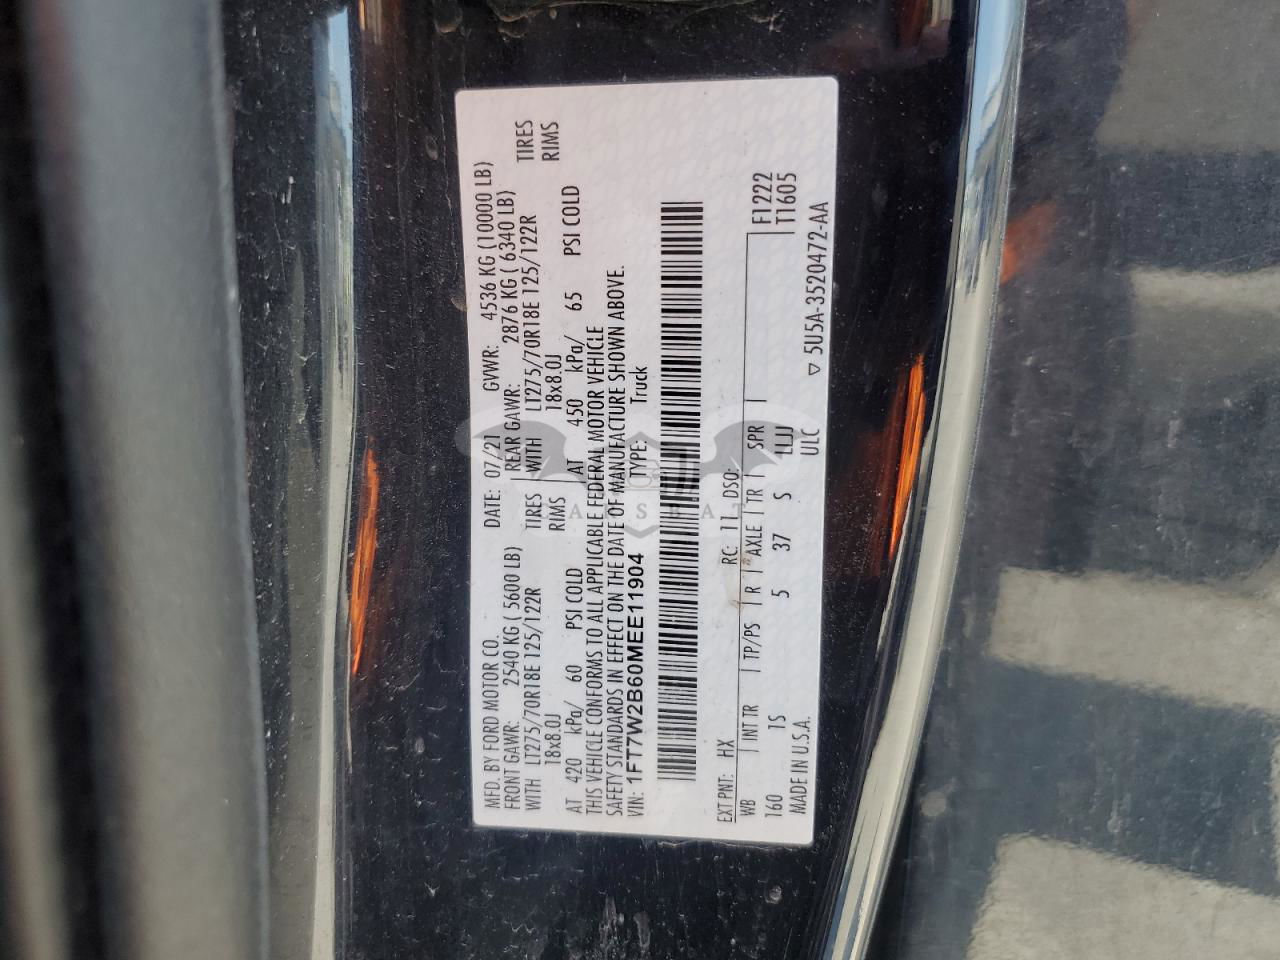 MFD. BY FORD MOTOR CO.
DATE: 07/21 GVWR: 4536 KG (10000 LB)
FRONT GAWR: 2540 KG ( 5600 LB) REAR GAWR: 2876 KG ( 6340 LB)
WITH LT275/70R18E 125/122R TIRES WITH LT275/70R18E 125/122R TIRES
18x8.0J RIMS 18x8.0J RIMS
AT 420 kPa/ 60 PSI COLD AT 450 kPa/ 65 PSI COLD
THIS VEHICLE CONFORMS TO ALL APPLICABLE FEDERAL MOTOR VEHICLE
SAFETY STANDARDS IN EFFECT ON THE DATE OF MANUFACTURE SHOWN ABOVE.
VIN: 1FT7W2B60MEE11904 TYPE: Truck
EXT PNT: HX RC: 11 DSO:
WB INT TR TP/PS R AXLE TR SPR F1222
160 1S 5 37 S LLJ T1605
MADE IN U.S.A. ULC ▽ 5U5A-3520472-AA